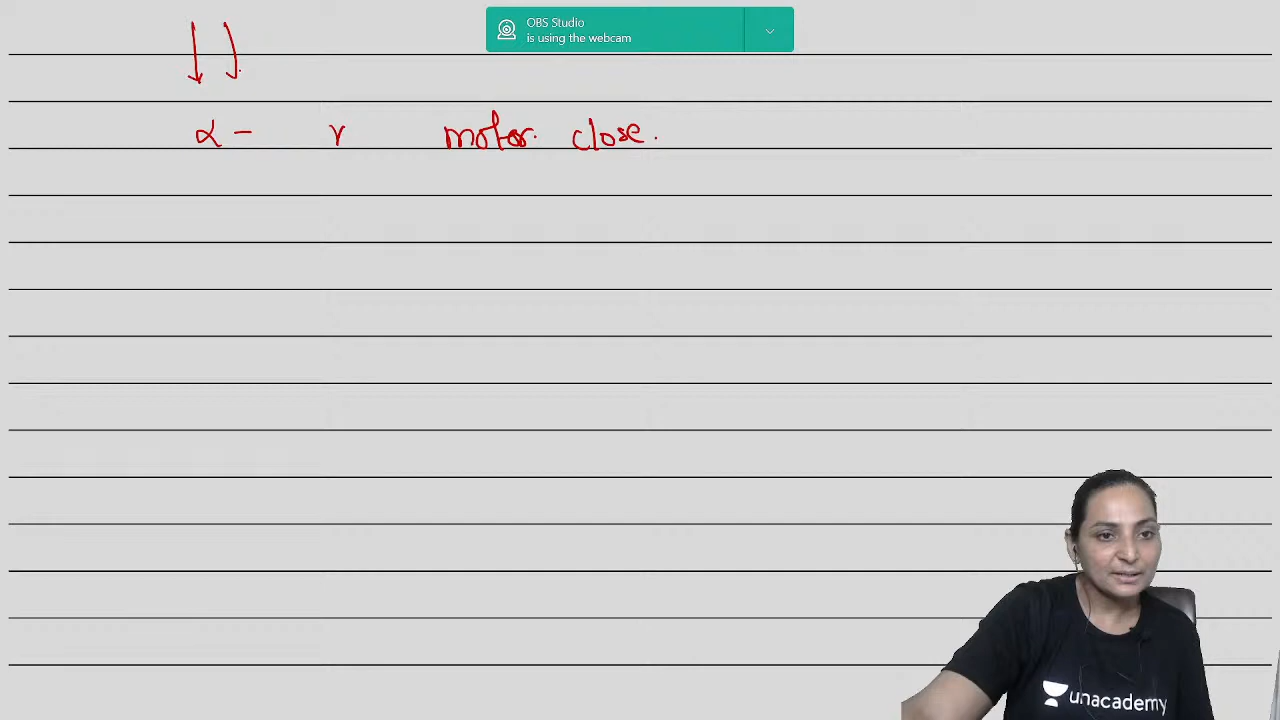 OBS Studio
is using the webcam
α - r motor. close.
unacademy